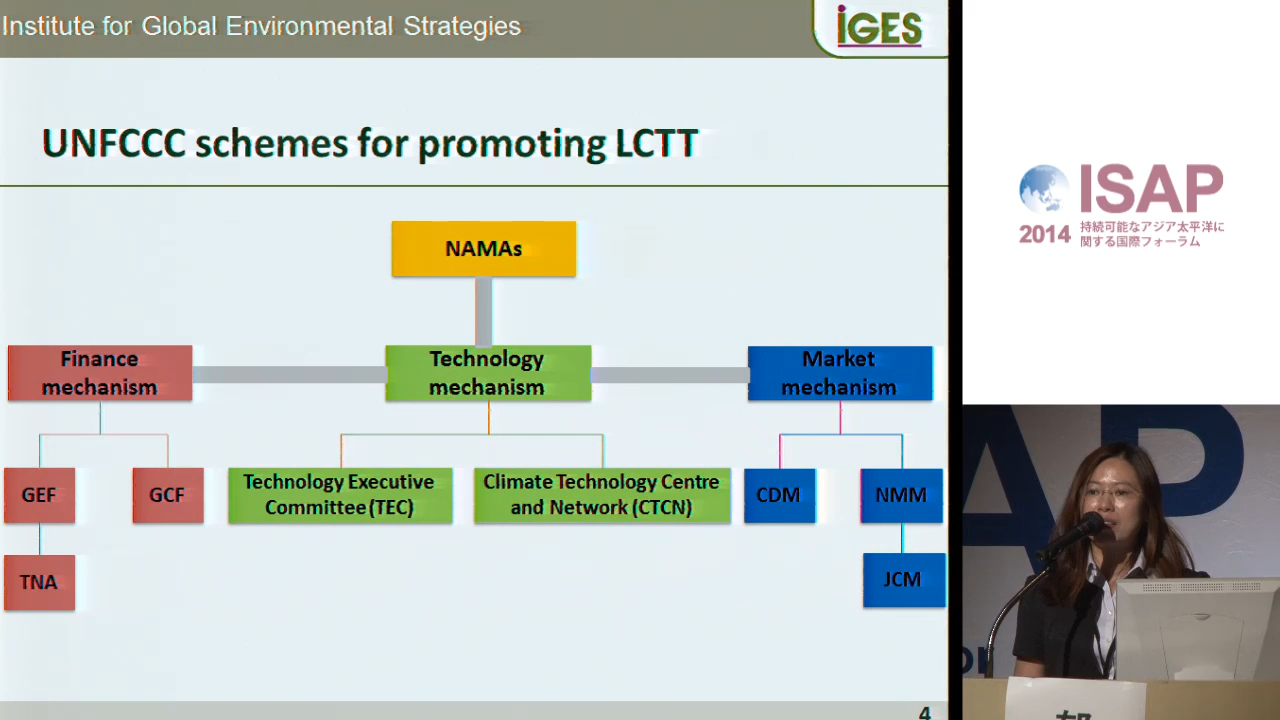 Institute for Global Environmental Strategies
IGES
UNFCCC schemes for promoting LCTT
NAMAs
Finance
mechanism
Technology
mechanism
Market
mechanism
GEF
GCF
Technology Executive
Committee (TEC)
Climate Technology Centre
and Network (CTCN)
CDM
NMM
TNA
JCM
4
ISAP
2014
持続可能なアジア太平洋に
関する国際フォーラム